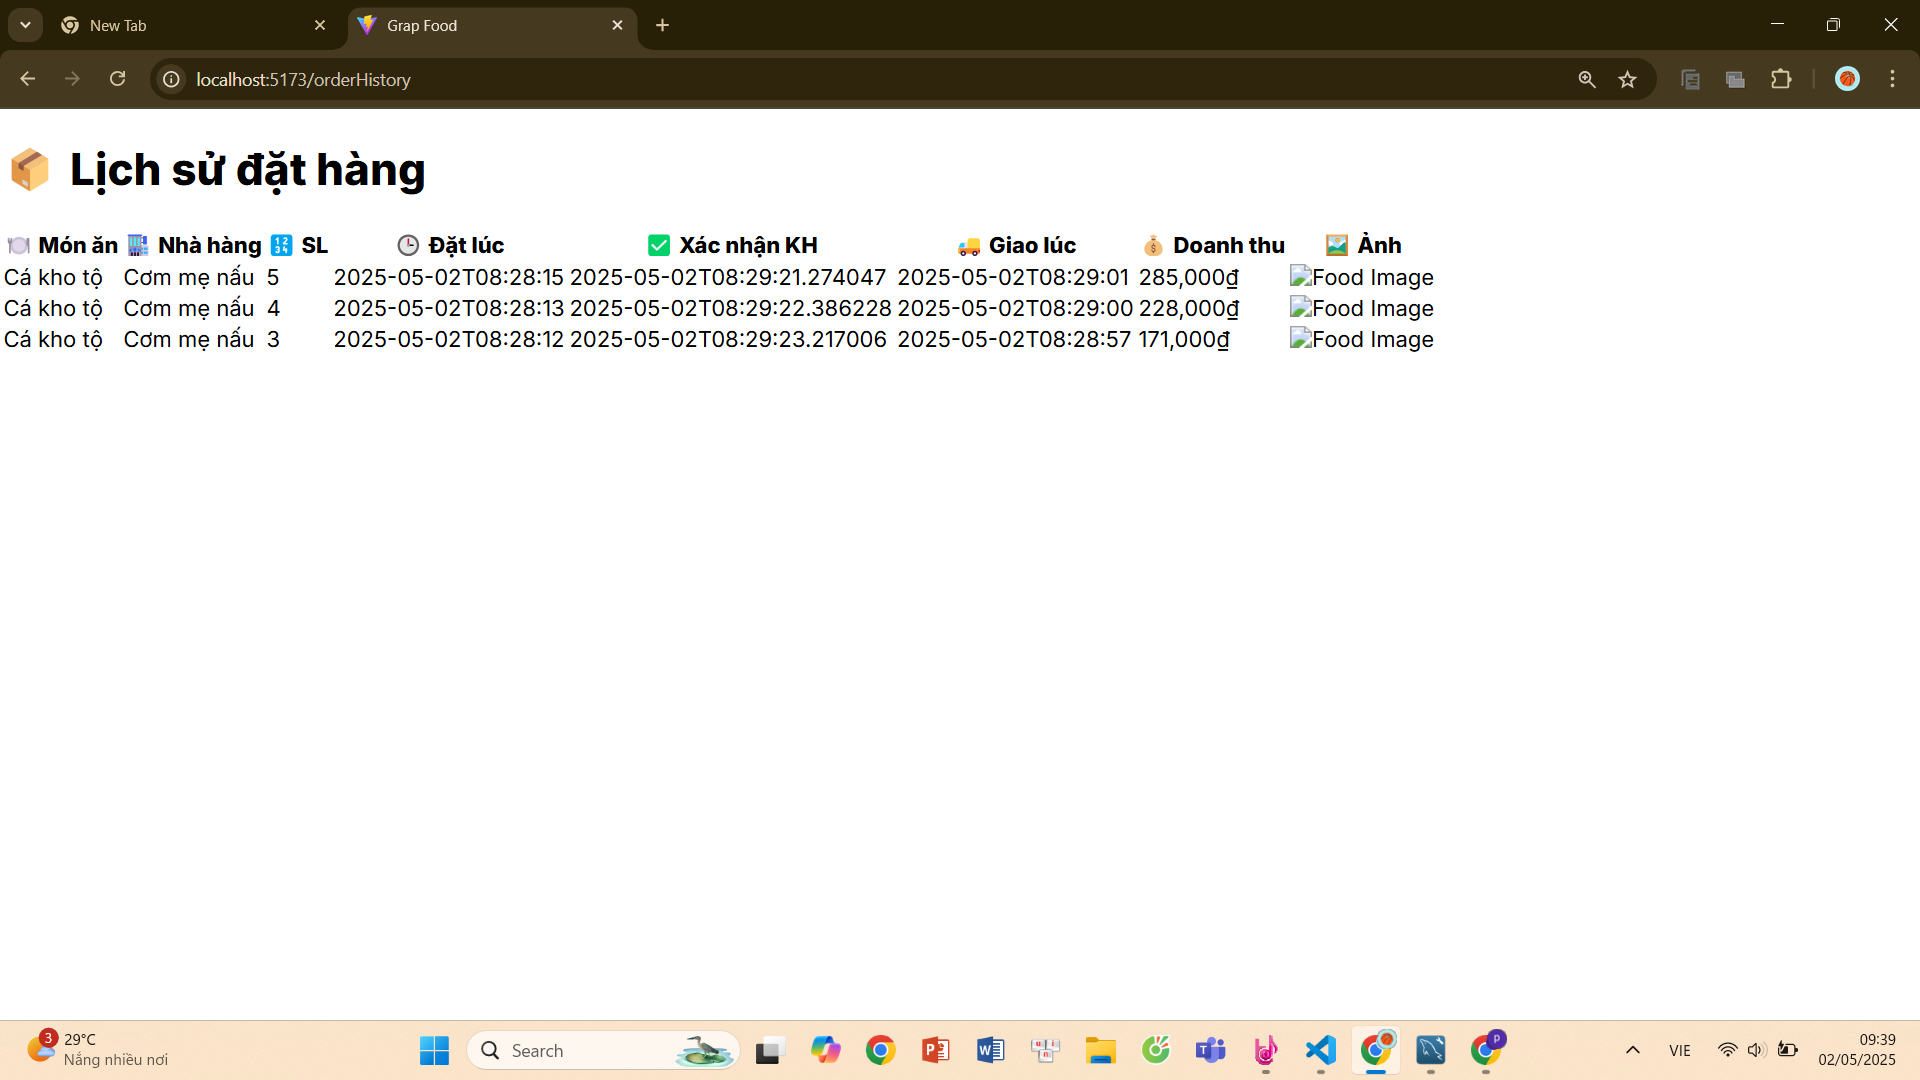 New Tab
Grap Food
localhost:5173/orderHistory
Lịch sử đặt hàng
Món ăn Nhà hàng SL Đặt lúc Xác nhận KH Giao lúc Doanh thu Ảnh
Cá kho tộ Cơm mẹ nấu 5 2025-05-02T08:28:15 2025-05-02T08:29:21.274047 2025-05-02T08:29:01 285,000₫ Food Image
Cá kho tộ Cơm mẹ nấu 4 2025-05-02T08:28:13 2025-05-02T08:29:22.386228 2025-05-02T08:29:00 228,000₫ Food Image
Cá kho tộ Cơm mẹ nấu 3 2025-05-02T08:28:12 2025-05-02T08:29:23.217006 2025-05-02T08:28:57 171,000₫ Food Image
3
29°C
Nắng nhiều nơi
Search
VIE
09:39
02/05/2025